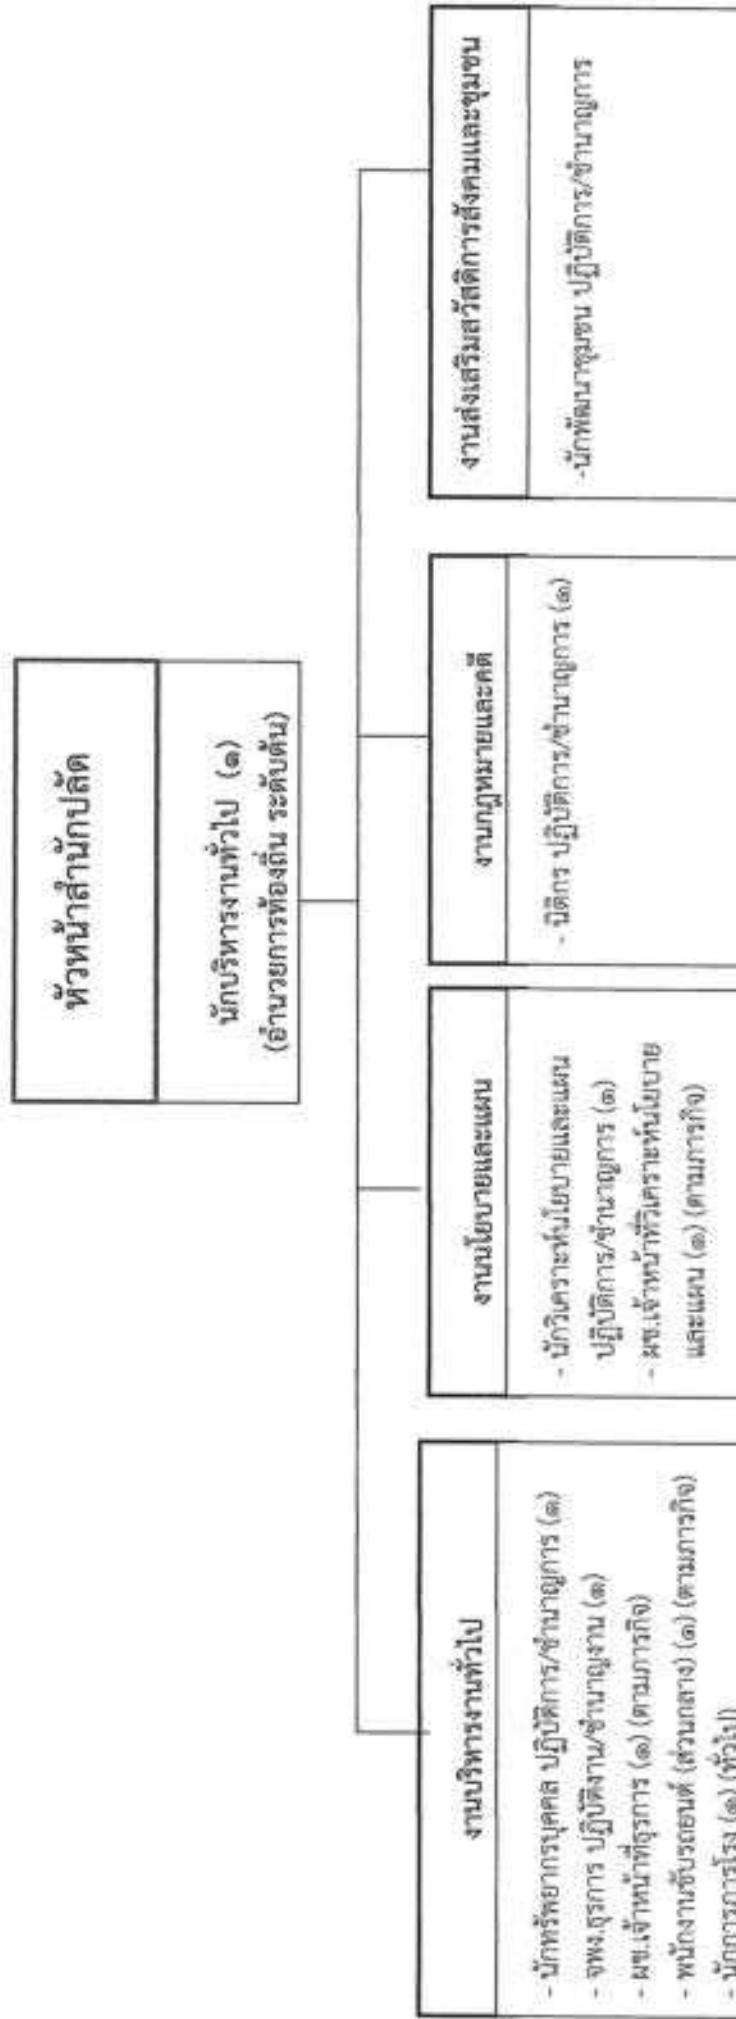 หัวหน้าสำนักปลัด
นักบริหารงานทั่วไป (๑)
(อำนวยการท้องถิ่น ระดับต้น)
งานบริหารงานทั่วไป
- นักทรัพยากรบุคคล ปฏิบัติการ/ชำนาญการ (๑)
- จพง.ธุรการ ปฏิบัติงาน/ชำนาญงาน (๑)
- ผช.เจ้าหน้าที่ธุรการ (๑) (ตามภารกิจ)
- พนักงานขับรถยนต์ (ส่วนกลาง) (๑) (ตามภารกิจ)
- นักการภารโรง (๑) (ทั่วไป)
งานนโยบายและแผน
- นักวิเคราะห์นโยบายและแผน
ปฏิบัติการ/ชำนาญการ (๑)
- ผช.เจ้าหน้าที่วิเคราะห์นโยบาย
และแผน (๑) (ตามภารกิจ)
งานกฎหมายและคดี
- นิติกร ปฏิบัติการ/ชำนาญการ (๑)
งานส่งเสริมสวัสดิการสังคมและชุมชน
-นักพัฒนาชุมชน ปฏิบัติการ/ชำนาญการ